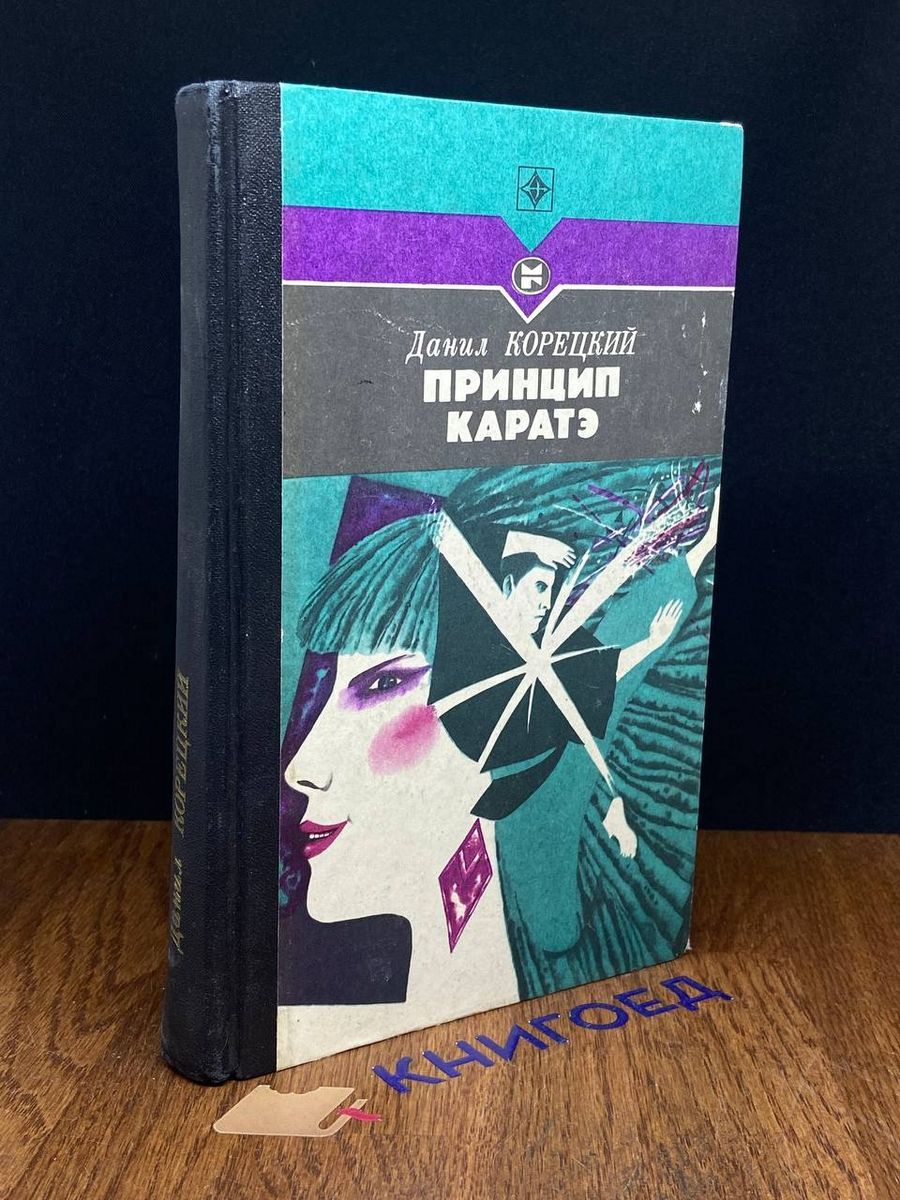 Данил КОРЕЦКИЙ
ПРИНЦИП
КАРАТЭ
Данил КОРЕЦКИЙ
КНИГОЕД